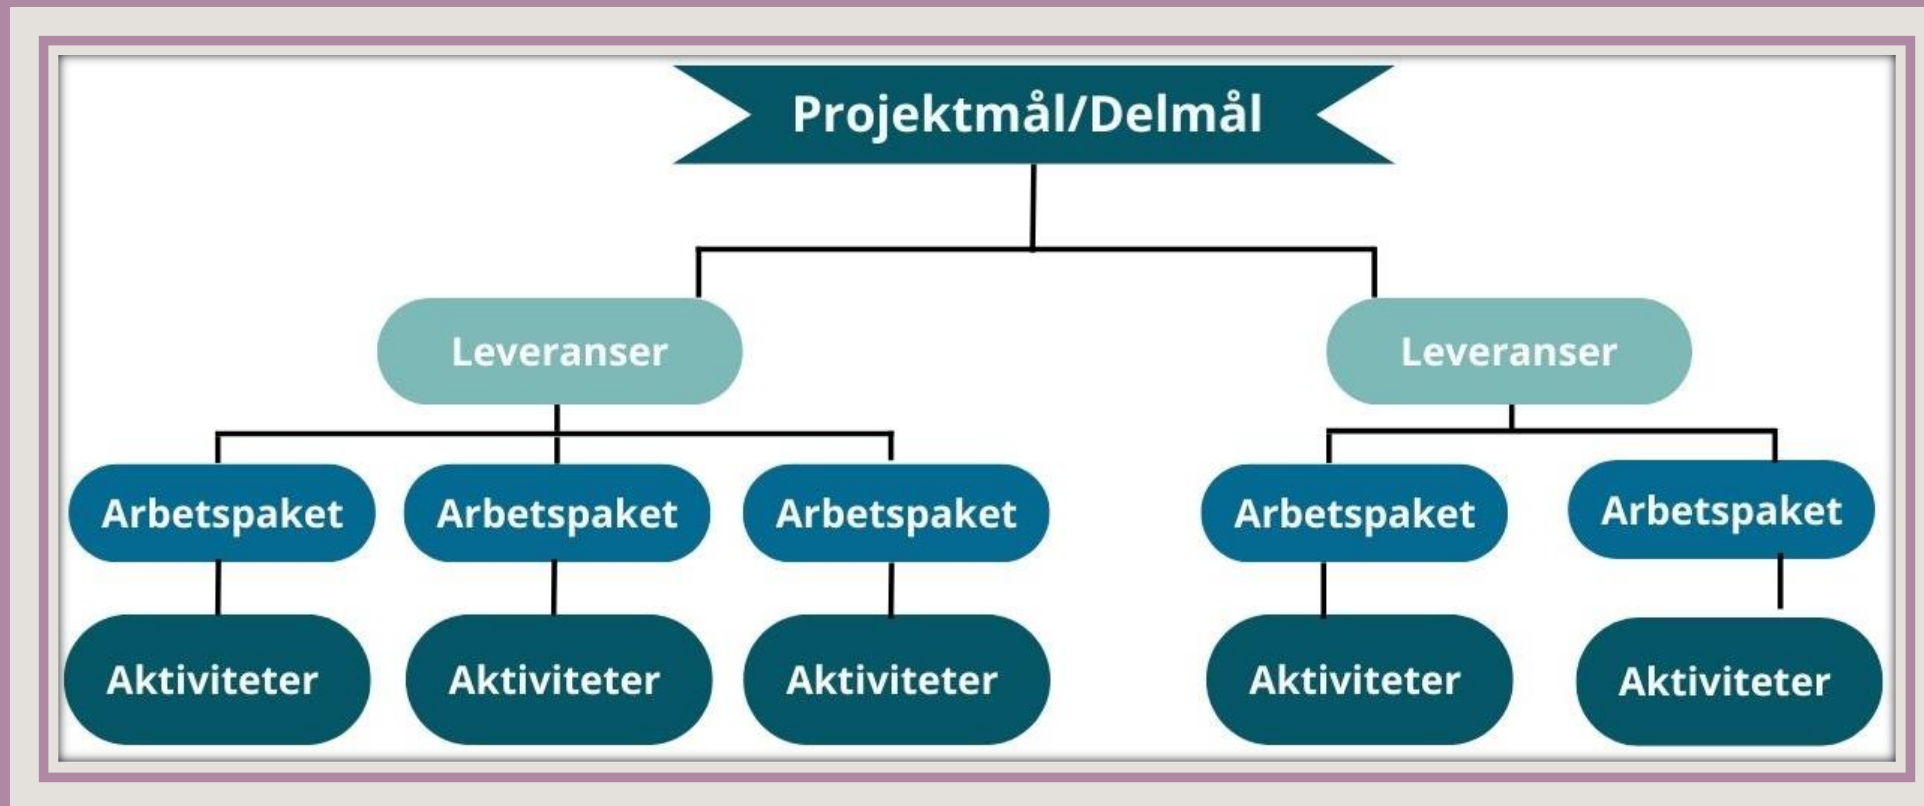 Projektmål/Delmål
Leveranser
Leveranser
Arbetspaket
Arbetspaket
Arbetspaket
Arbetspaket
Arbetspaket
Aktiviteter
Aktiviteter
Aktiviteter
Aktiviteter
Aktiviteter